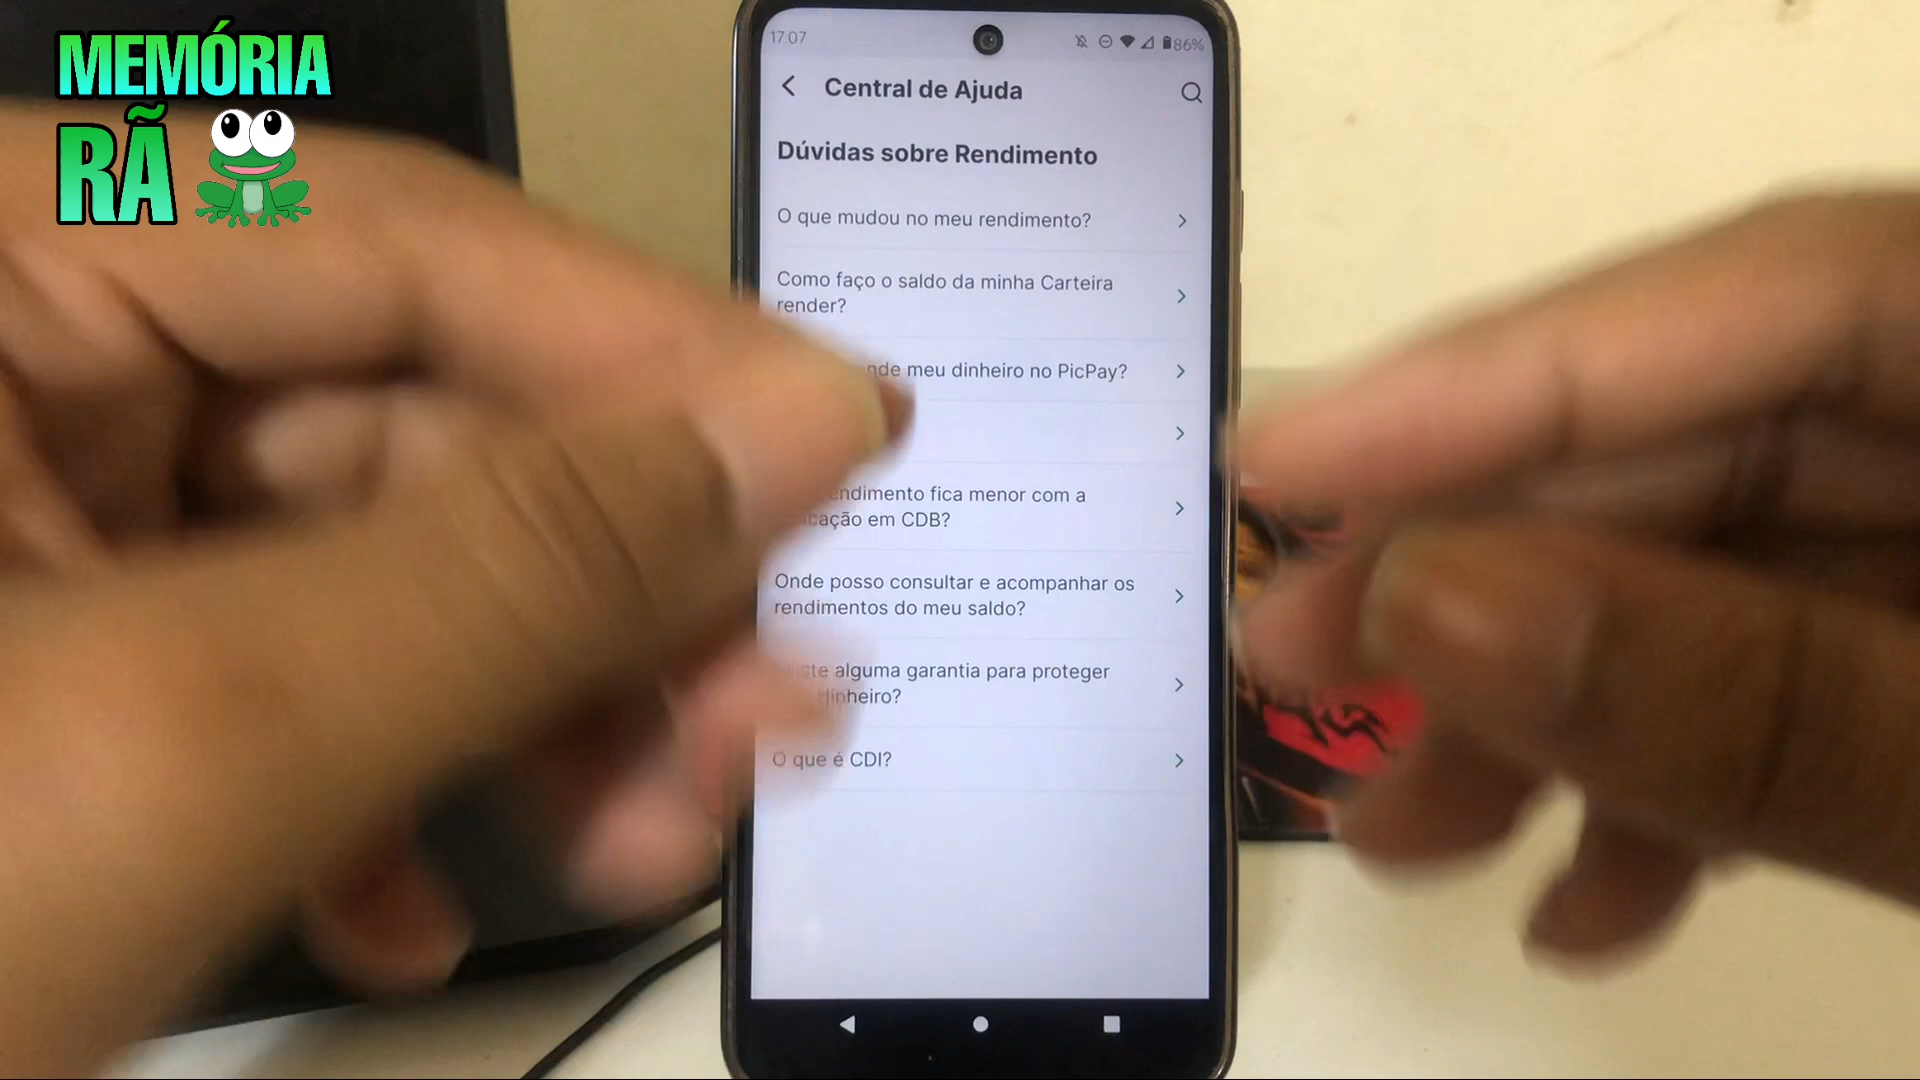 MEMÓRIA
RÃ
17:07
86%
Central de Ajuda
Dúvidas sobre Rendimento
O que mudou no meu rendimento?
Como faço o saldo da minha Carteira
render?
meu dinheiro no PicPay?
fica menor com a
em CDB?
Onde posso consultar e acompanhar os
rendimentos do meu saldo?
alguma garantia para proteger
dinheiro?
O que é CDI?